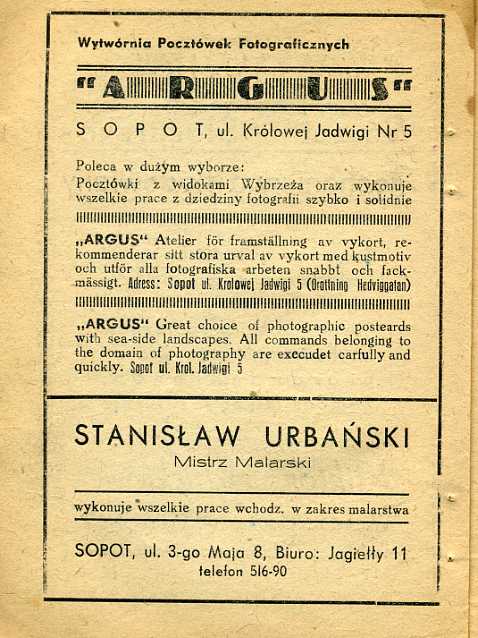 Wytwórnia Pocztówek Fotograficznych
"ARGUS"
SOPOT, ul. Królowej Jadwigi Nr 5
Poleca w dużym wyborze:
Pocztówki z widokami Wybrzeża oraz wykonuje
wszelkie prace z dziedziny fotografii szybko i solidnie
„ARGUS" Atelier för framställning av vykort, re-
kommenderar sitt stora urval av vykort med kustmotiv
och utför alla fotografiska arbeten snabbt och fack-
mässigt. Adress: Sopot ul. Krolowej Jadwigi 5 (Drottning Hedviggatan)
„ARGUS" Great choice of photographic posteards
with sea-side landscapes. All commands belonging to
the domain of photography are execudet carfully and
quickly. Sopot ul. Krol. Jadwigi 5
STANISŁAW URBAŃSKI
Mistrz Malarski
wykonuje wszelkie prace wchodz. w zakres malarstwa
SOPOT, ul. 3-go Maja 8, Biuro: Jagiełły 11
telefon 516-90